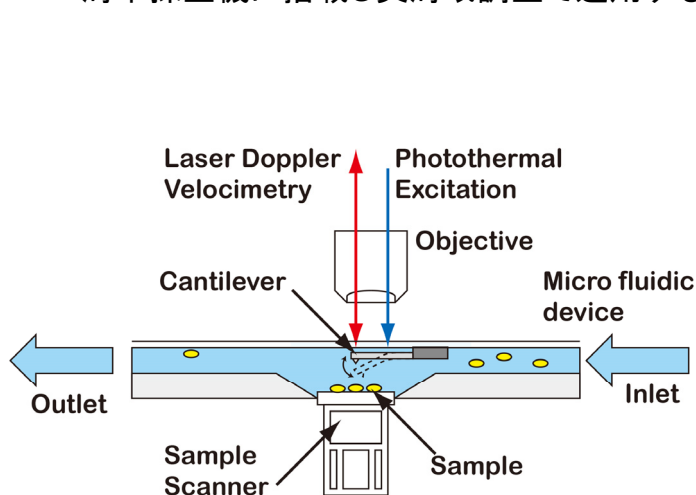 Laser Doppler
Velocimetry
Photothermal
Excitation
Objective
Cantilever
Micro fluidic
device
Outlet
Inlet
Sample
Scanner
Sample